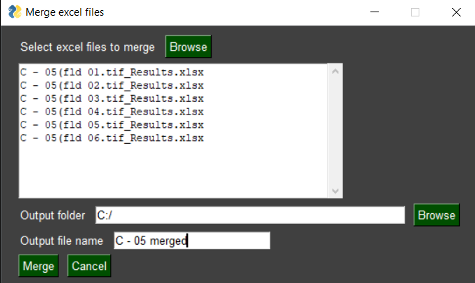 Merge excel files
Select excel files to merge Browse
C - 05(fld 01.tif_Results.xlsx
C - 05(fld 02.tif_Results.xlsx
C - 05(fld 03.tif_Results.xlsx
C - 05(fld 04.tif_Results.xlsx
C - 05(fld 05.tif_Results.xlsx
C - 05(fld 06.tif_Results.xlsx
Output folder C:/ Browse
Output file name C - 05 merged
Merge Cancel